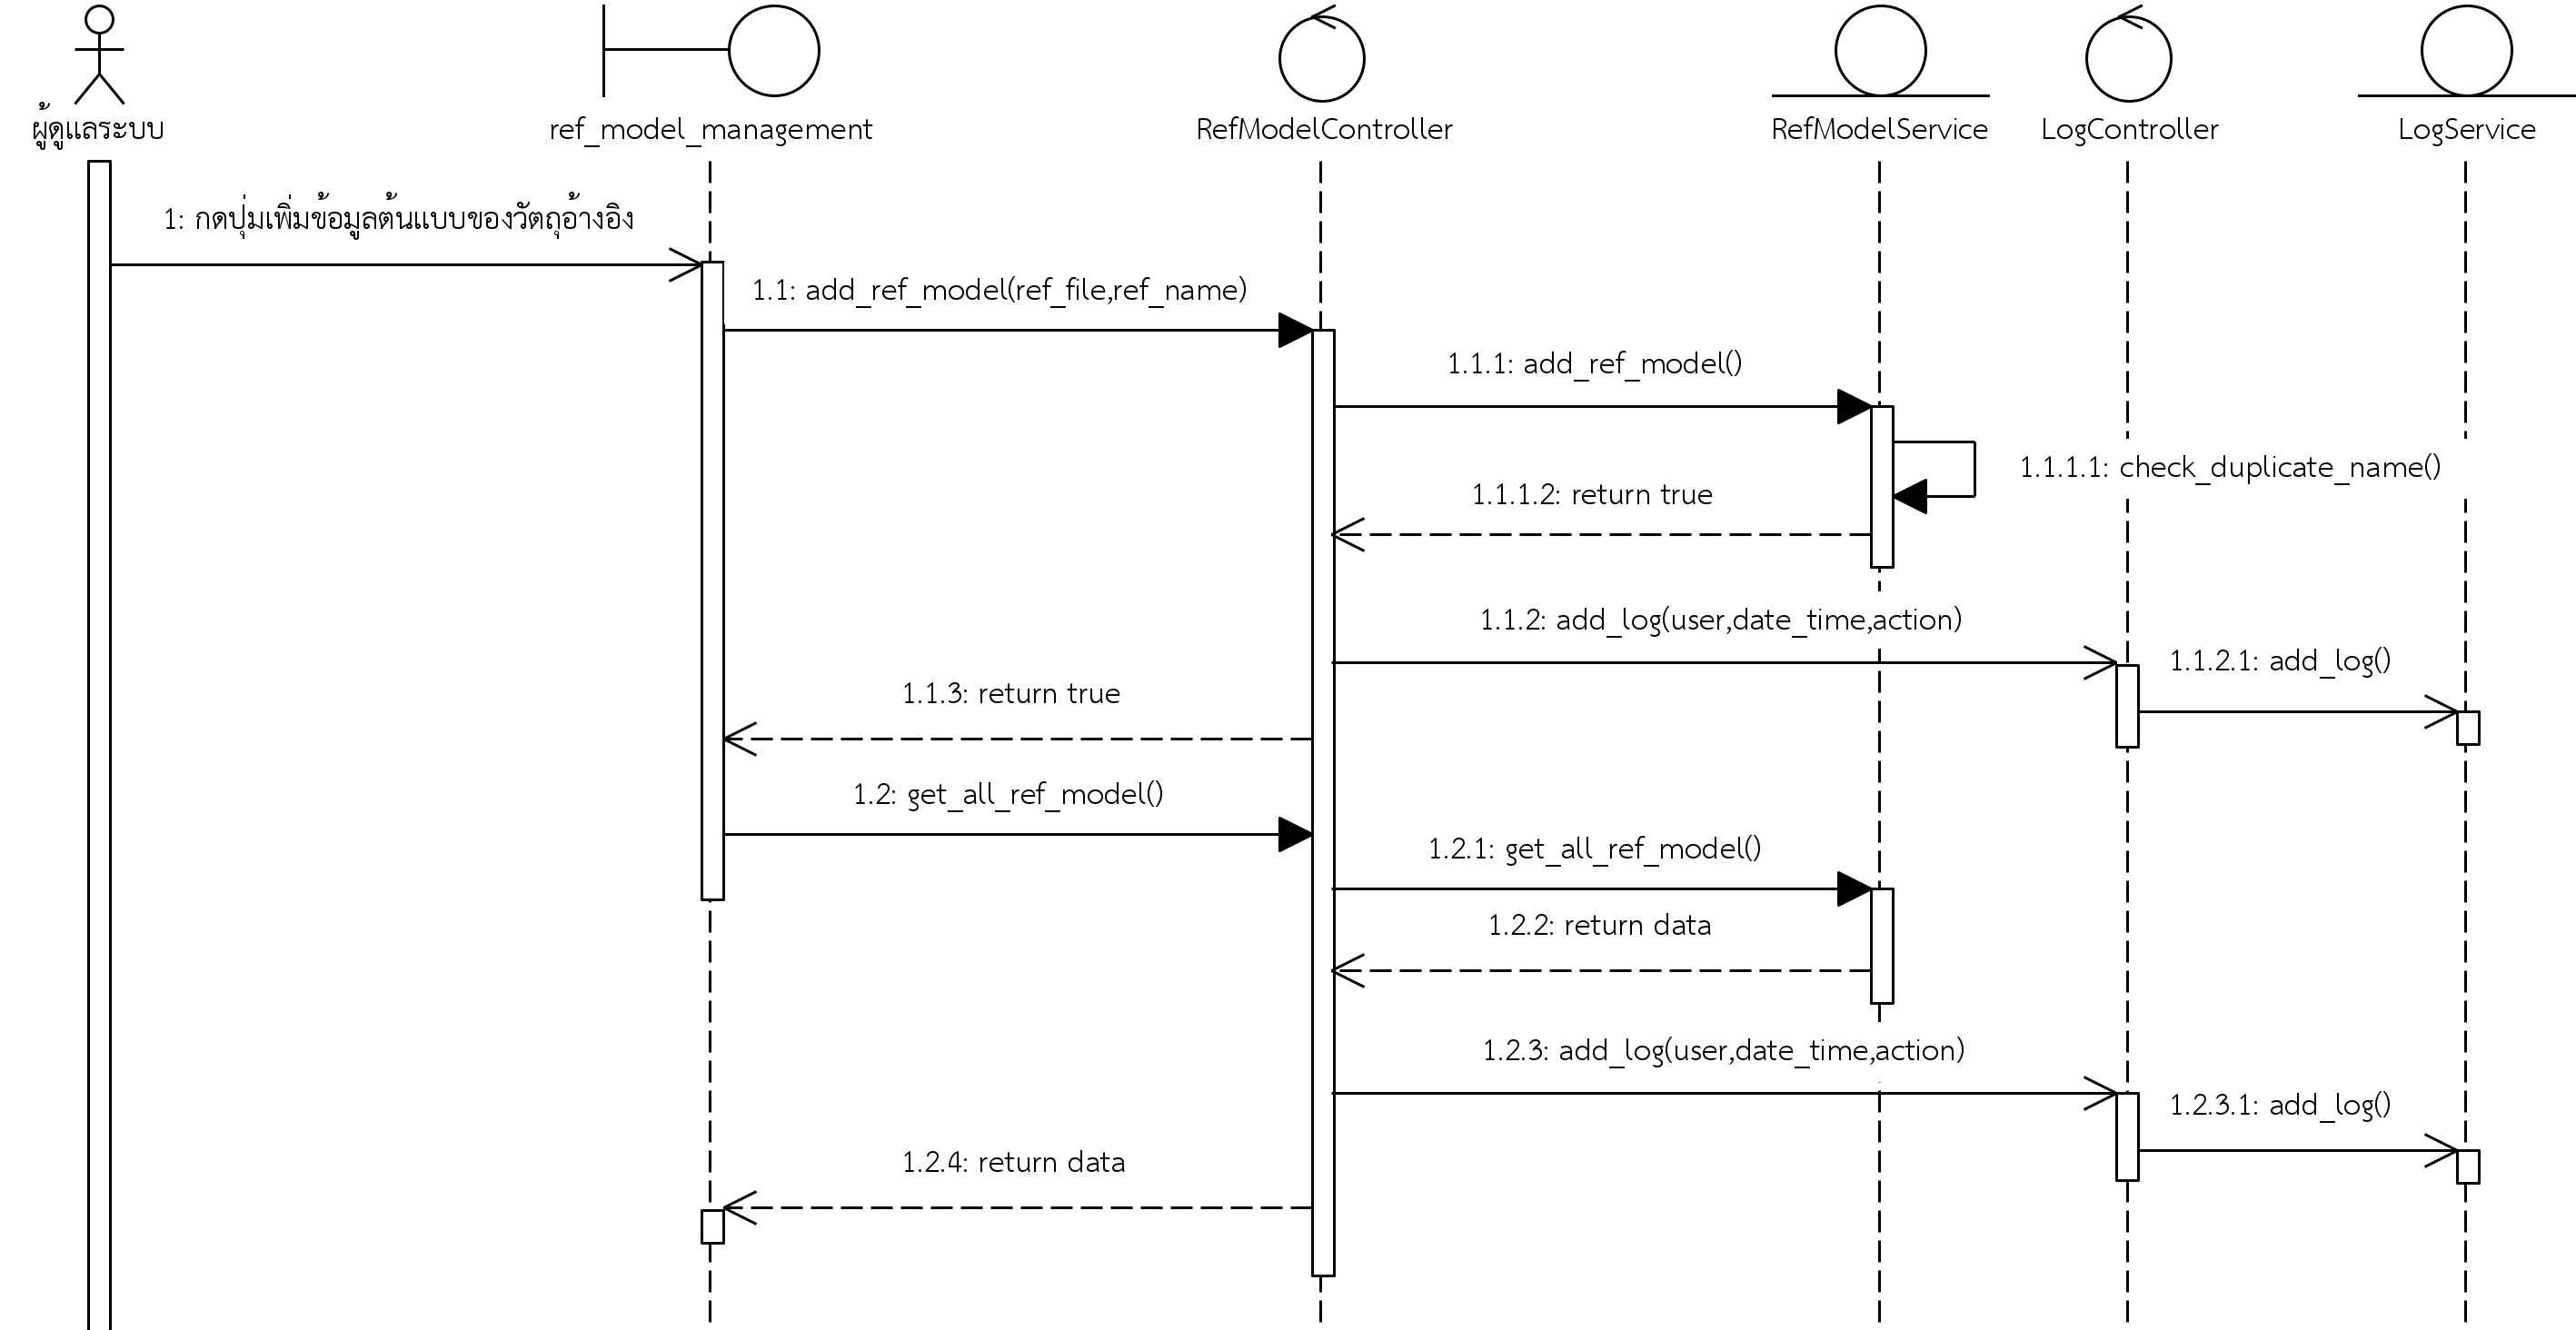 ผู้ดูแลระบบ
ref_model_management
RefModelController
RefModelService
LogController
LogService
1: กดปุ่มเพิ่มข้อมูลต้นแบบของวัตถุอ้างอิง
1.1: add_ref_model(ref_file,ref_name)
1.1.1: add_ref_model()
1.1.1.1: check_duplicate_name()
1.1.1.2: return true
1.1.2: add_log(user,date_time,action)
1.1.2.1: add_log()
1.1.3: return true
1.2: get_all_ref_model()
1.2.1: get_all_ref_model()
1.2.2: return data
1.2.3: add_log(user,date_time,action)
1.2.3.1: add_log()
1.2.4: return data